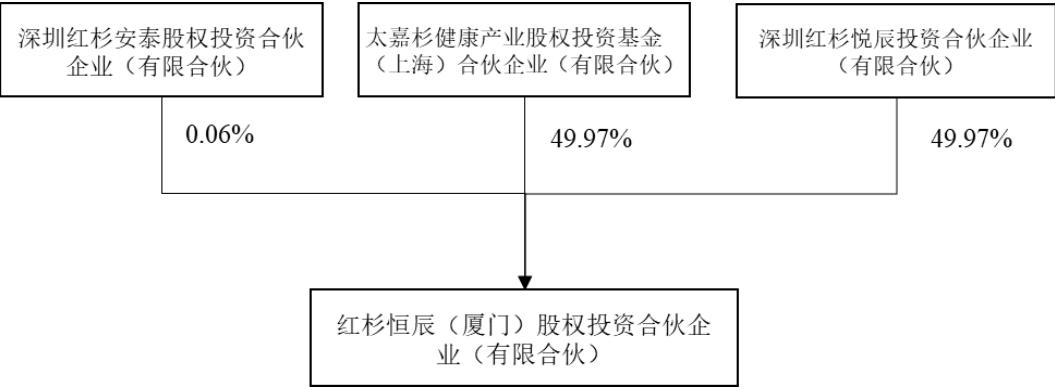 深圳红杉安泰股权投资合伙
企业（有限合伙）
太嘉杉健康产业股权投资基金
（上海）合伙企业（有限合伙）
深圳红杉悦辰投资合伙企业
（有限合伙）
0.06%
49.97%
49.97%
红杉恒辰（厦门）股权投资合伙企
业（有限合伙）